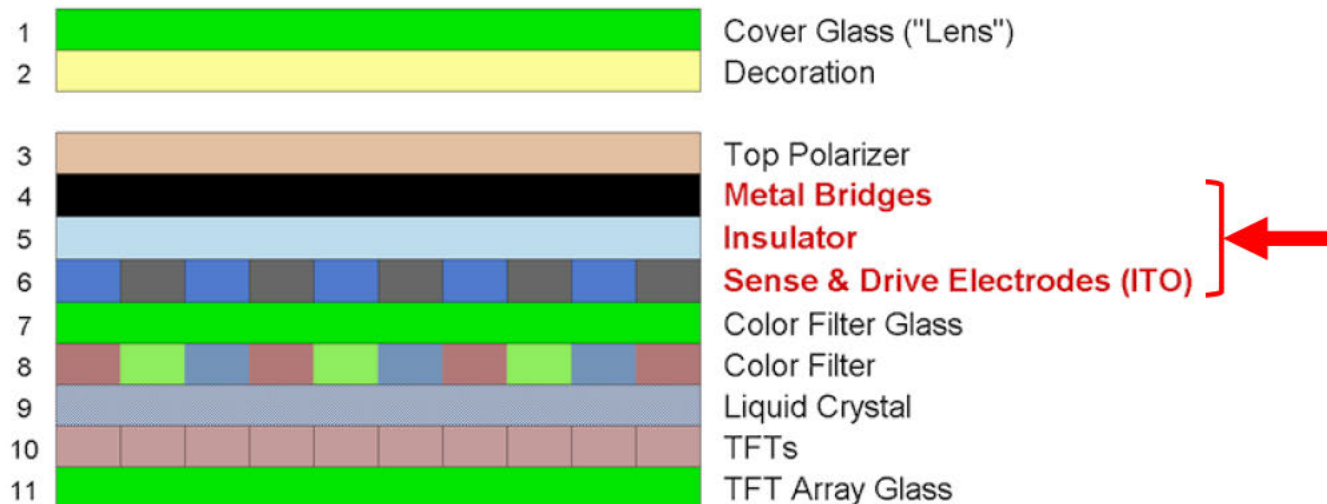 1 Cover Glass ("Lens")
2 Decoration
3 Top Polarizer
4 Metal Bridges
5 Insulator
6 Sense & Drive Electrodes (ITO)
7 Color Filter Glass
8 Color Filter
9 Liquid Crystal
10 TFTs
11 TFT Array Glass